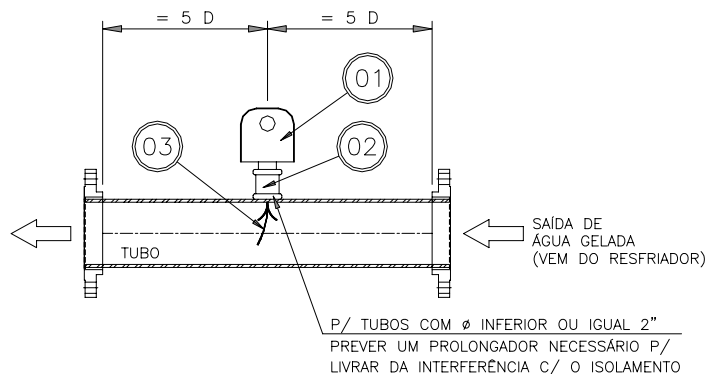 = 5 D
= 5 D
01
03
02
TUBO
SAÍDA DE
ÁGUA GELADA
(VEM DO RESFRIADOR)
P/ TUBOS COM ø INFERIOR OU IGUAL 2"
PREVER UM PROLONGADOR NECESSÁRIO P/
LIVRAR DA INTERFERÊNCIA C/ O ISOLAMENTO